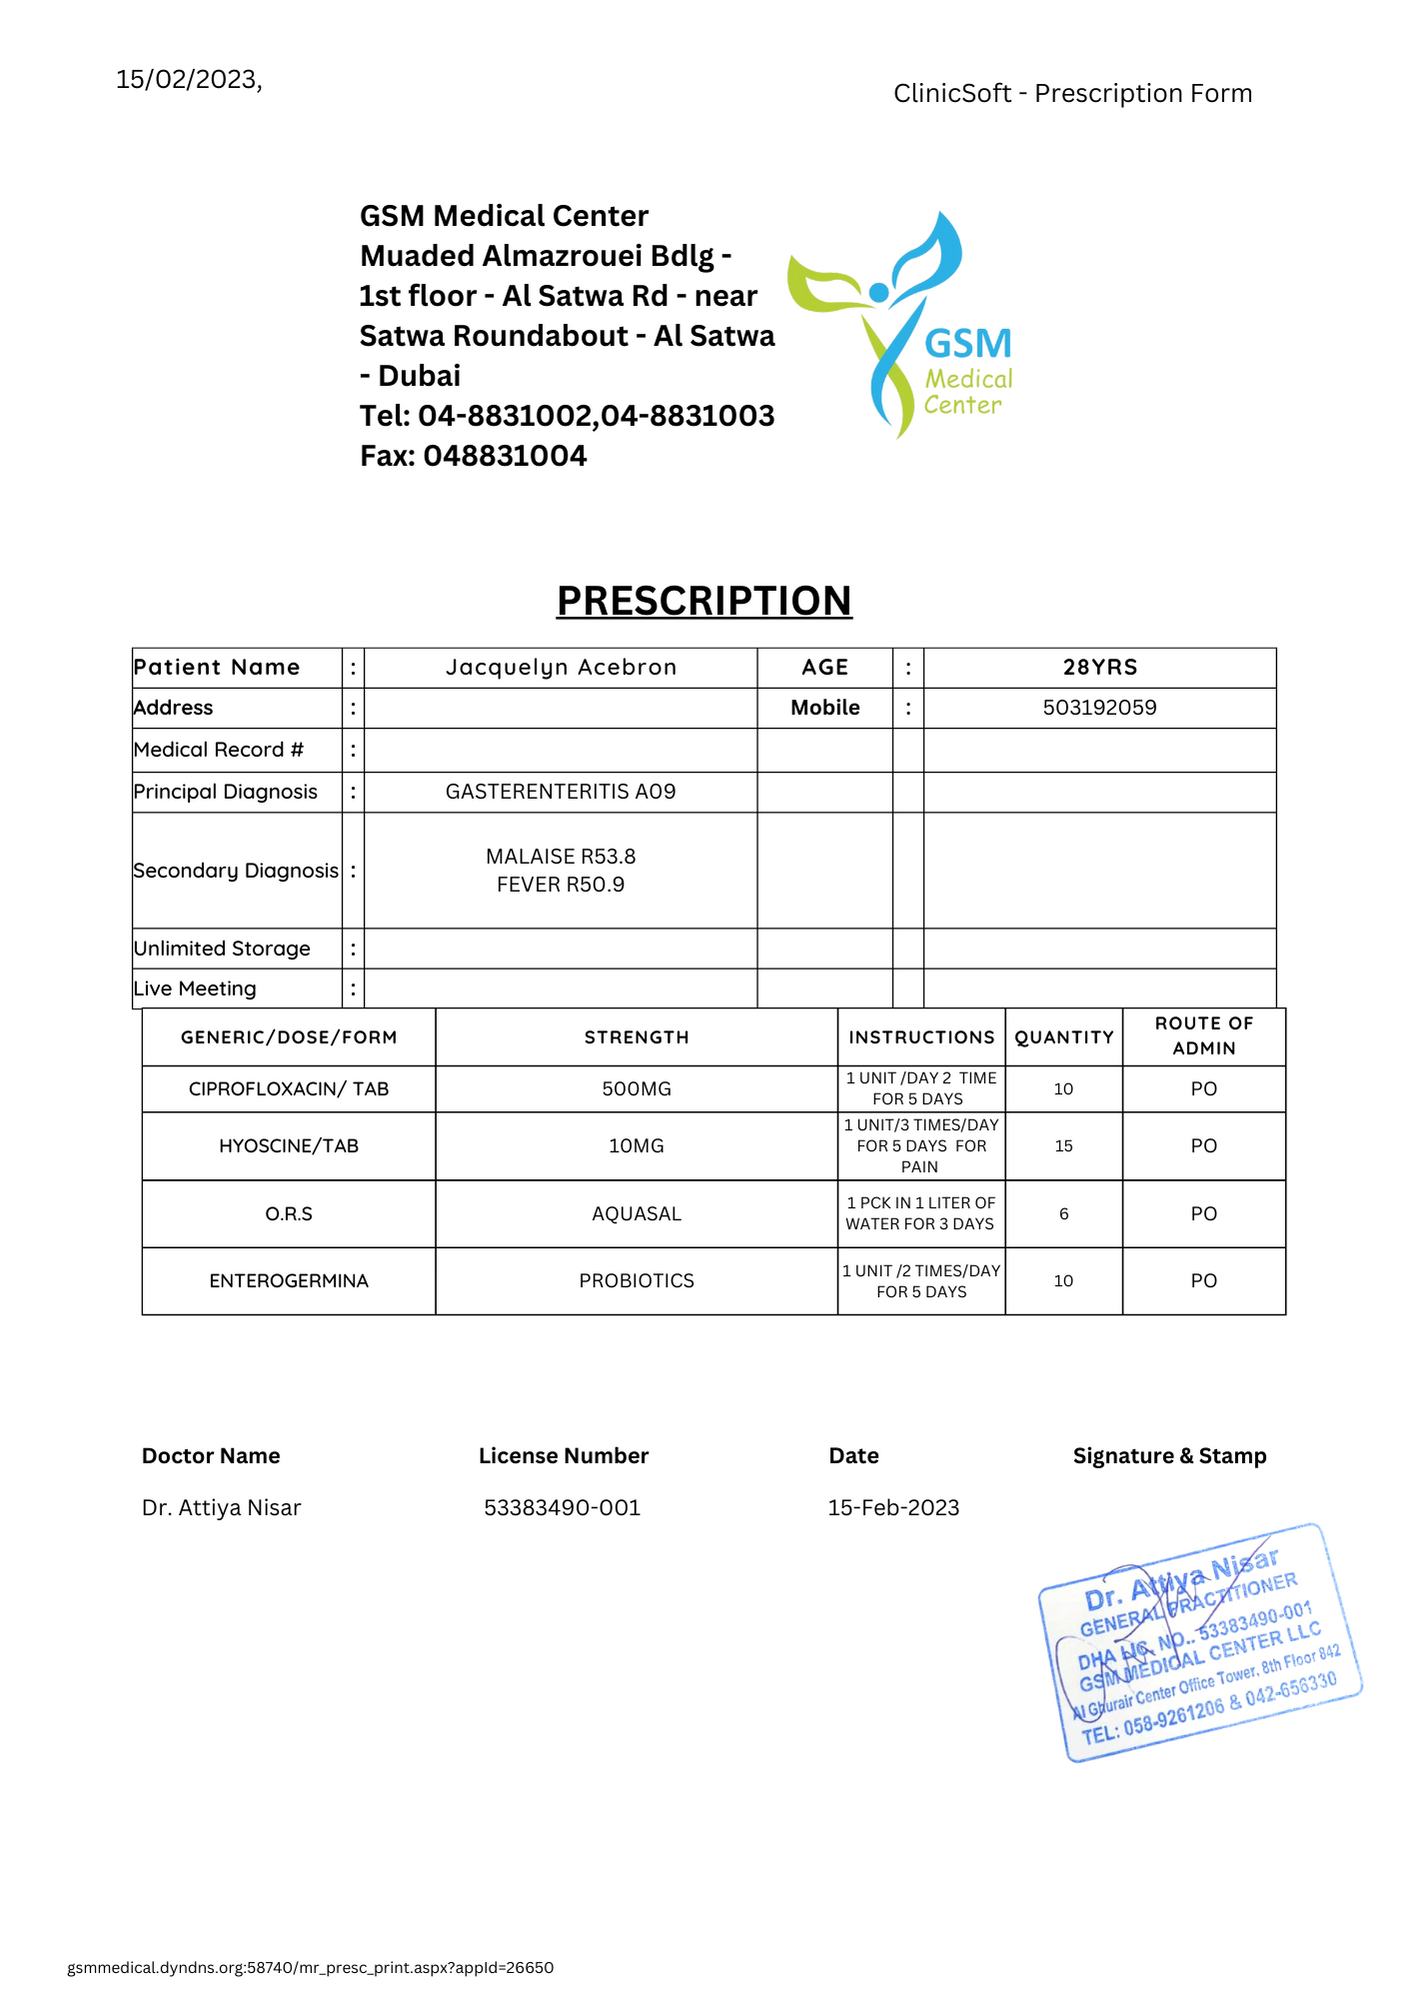 15/02/2023,
ClinicSoft - Prescription Form
GSM Medical Center
Muaded Almazrouei Bdlg -
1st floor - Al Satwa Rd - near
Satwa Roundabout - Al Satwa
- Dubai
Tel: 04-8831002,04-8831003
Fax: 048831004
GSM
Medical
Center
PRESCRIPTION
Patient Name : Jacquelyn Acebron AGE : 28YRS
Address : Mobile : 503192059
Medical Record # :
Principal Diagnosis : GASTERENTERITIS A09
Secondary Diagnosis : MALAISE R53.8
FEVER R50.9
Unlimited Storage :
Live Meeting :
GENERIC/DOSE/FORM STRENGTH INSTRUCTIONS QUANTITY ROUTE OF
ADMIN
CIPROFLOXACIN/ TAB 500MG 1 UNIT /DAY 2 TIME
FOR 5 DAYS 10 PO
HYOSCINE/TAB 10MG 1 UNIT/3 TIMES/DAY
FOR 5 DAYS FOR
PAIN 15 PO
O.R.S AQUASAL 1 PCK IN 1 LITER OF
WATER FOR 3 DAYS 6 PO
ENTEROGERMINA PROBIOTICS 1 UNIT /2 TIMES/DAY
FOR 5 DAYS 10 PO
Doctor Name License Number Date Signature & Stamp
Dr. Attiya Nisar 53383490-001 15-Feb-2023
Dr. Attiya Nisar
GENERAL PRACTITIONER
DHA LIC. NO.. 53383490-001
GSM MEDICAL CENTER LLC
Al Ghurair Center Office Tower, 8th Floor 842
TEL: 058-9261206 & 042-656330
gsmmedical.dyndns.org:58740/mr_presc_print.aspx?appId=26650